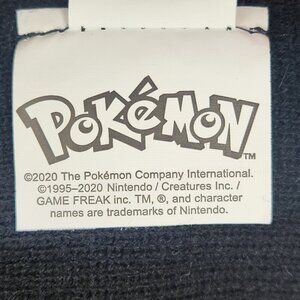 POKéMON™
©2020 The Pokémon Company International.
©1995–2020 Nintendo / Creatures Inc. /
GAME FREAK inc. TM, ®, and character
names are trademarks of Nintendo.